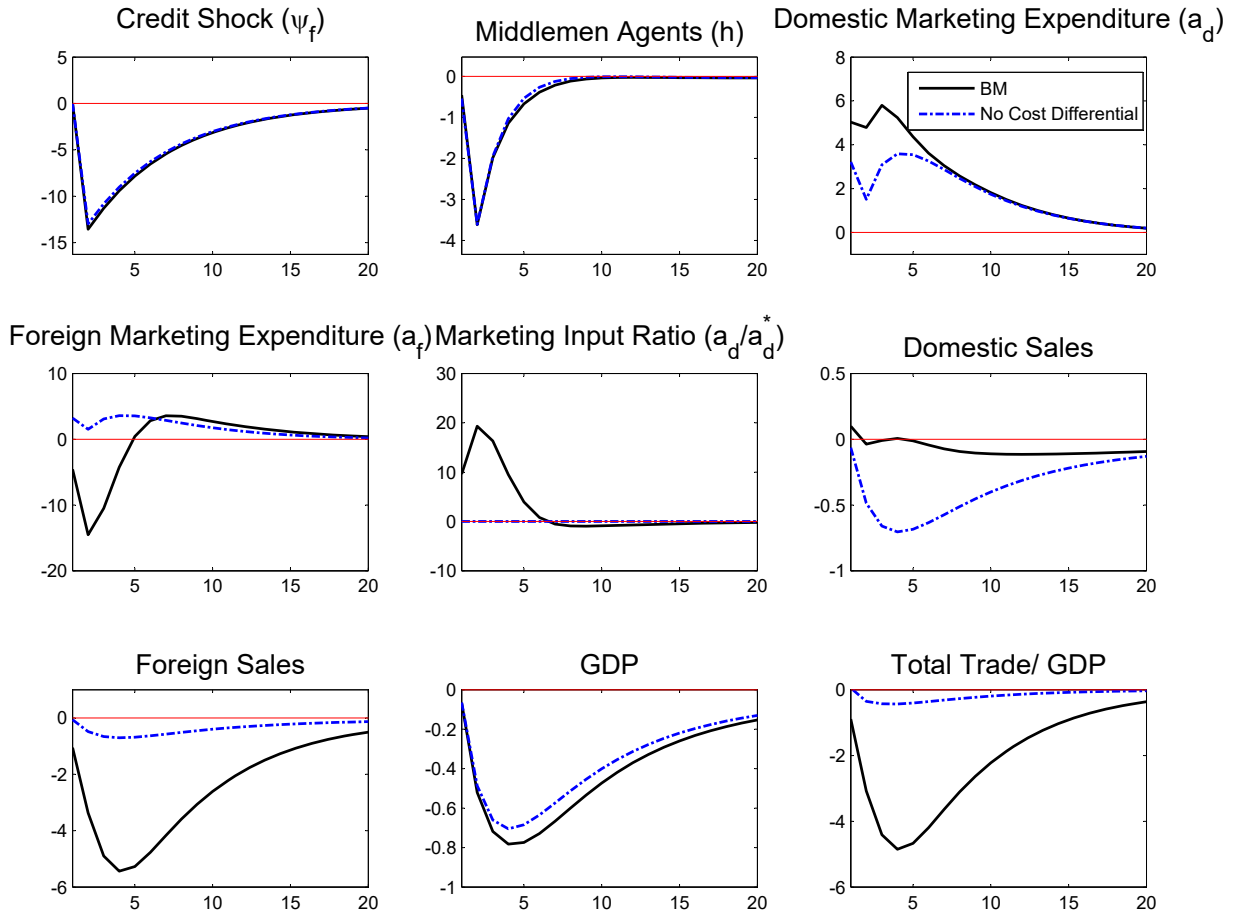 Credit Shock (ψ_f)
5
0
-5
-10
-15
5 10 15 20
Middlemen Agents (h)
0
-1
-2
-3
-4
5 10 15 20
Domestic Marketing Expenditure (a_d)
8
6
4
2
0
5 10 15 20
BM
No Cost Differential
Foreign Marketing Expenditure (a_f)
10
0
-10
-20
5 10 15 20
Marketing Input Ratio (a_d/a_d^*)
30
20
10
0
-10
5 10 15 20
Domestic Sales
0.5
0
-0.5
-1
5 10 15 20
Foreign Sales
0
-2
-4
-6
5 10 15 20
GDP
0
-0.2
-0.4
-0.6
-0.8
-1
5 10 15 20
Total Trade/ GDP
0
-2
-4
-6
5 10 15 20